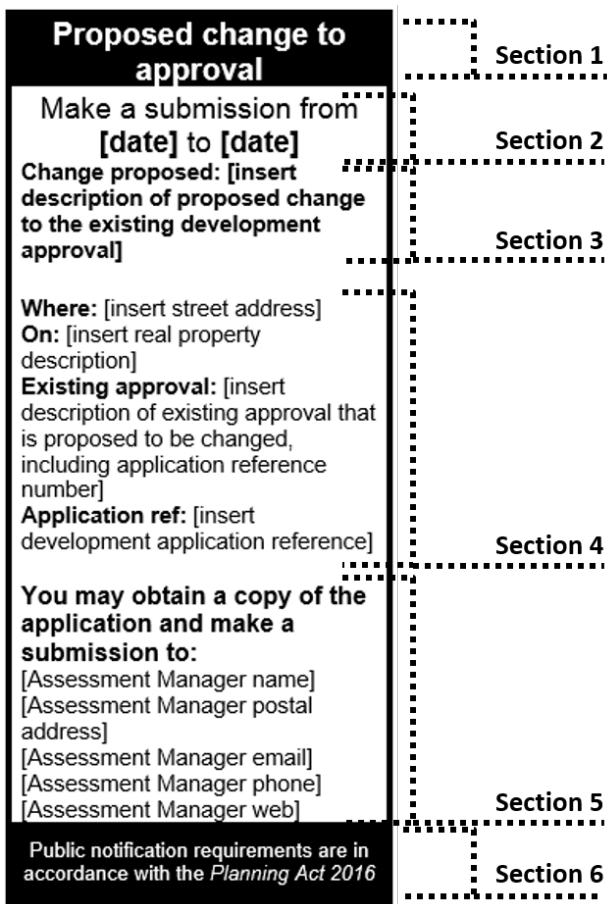 Proposed change to
approval
Section 1
Make a submission from
[date] to [date]
Section 2
Change proposed: [insert
description of proposed change
to the existing development
approval]
Section 3
Where: [insert street address]
On: [insert real property
description]
Existing approval: [insert
description of existing approval that
is proposed to be changed,
including application reference
number]
Application ref: [insert
development application reference]
Section 4
You may obtain a copy of the
application and make a
submission to:
[Assessment Manager name]
[Assessment Manager postal
address]
[Assessment Manager email]
[Assessment Manager phone]
[Assessment Manager web]
Section 5
Public notification requirements are in
accordance with the Planning Act 2016
Section 6